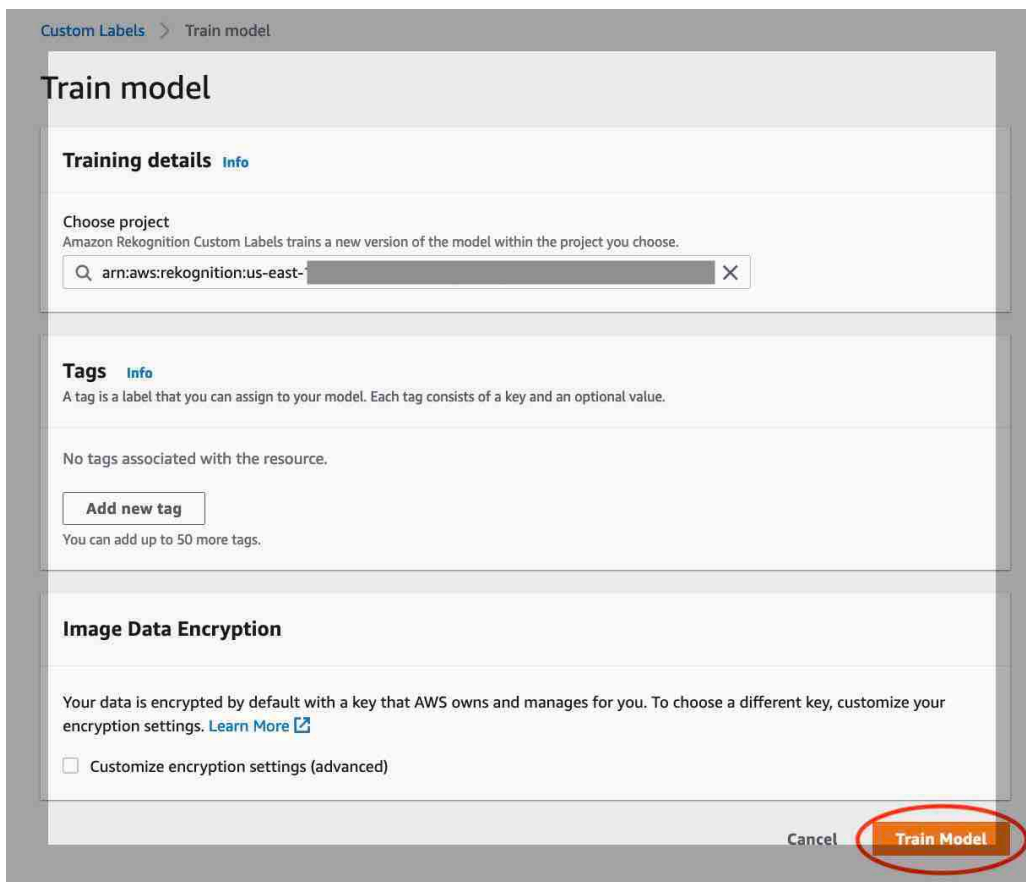 Custom Labels > Train model
Train model
Training details Info
Choose project
Amazon Rekognition Custom Labels trains a new version of the model within the project you choose.
arn:aws:rekognition:us-east-
Tags Info
A tag is a label that you can assign to your model. Each tag consists of a key and an optional value.
No tags associated with the resource.
Add new tag
You can add up to 50 more tags.
Image Data Encryption
Your data is encrypted by default with a key that AWS owns and manages for you. To choose a different key, customize your
encryption settings. Learn More
Customize encryption settings (advanced)
Cancel Train Model